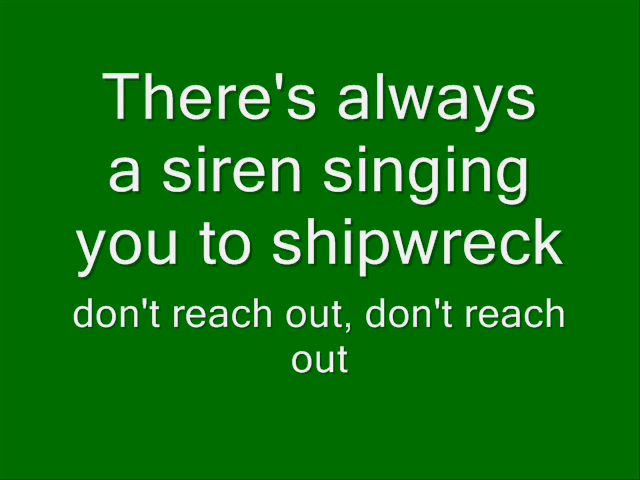 There's always
a siren singing
you to shipwreck
don't reach out, don't reach
out